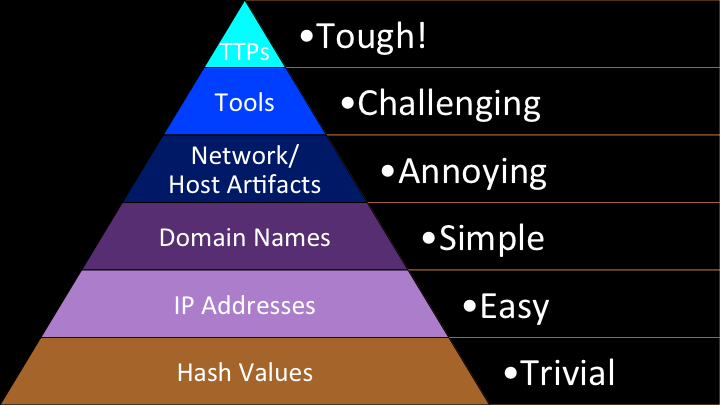 TTPs
•Tough!
Tools
•Challenging
Network/
Host Artifacts
•Annoying
Domain Names
•Simple
IP Addresses
•Easy
Hash Values
•Trivial